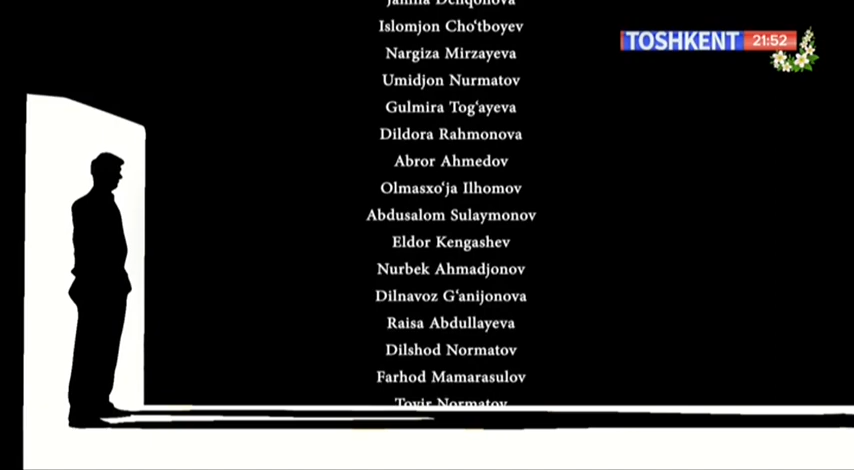 Islomjon Cho‘tboyev
TOSHKENT 21:52
Nargiza Mirzayeva
Umidjon Nurmatov
Gulmira Tog‘ayeva
Dildora Rahmonova
Abror Ahmedov
Olmasxo‘ja Ilhomov
Abdusalom Sulaymonov
Eldor Kengashev
Nurbek Ahmadjonov
Dilnavoz G‘anijonova
Raisa Abdullayeva
Dilshod Normatov
Farhod Mamarasulov
Normatov